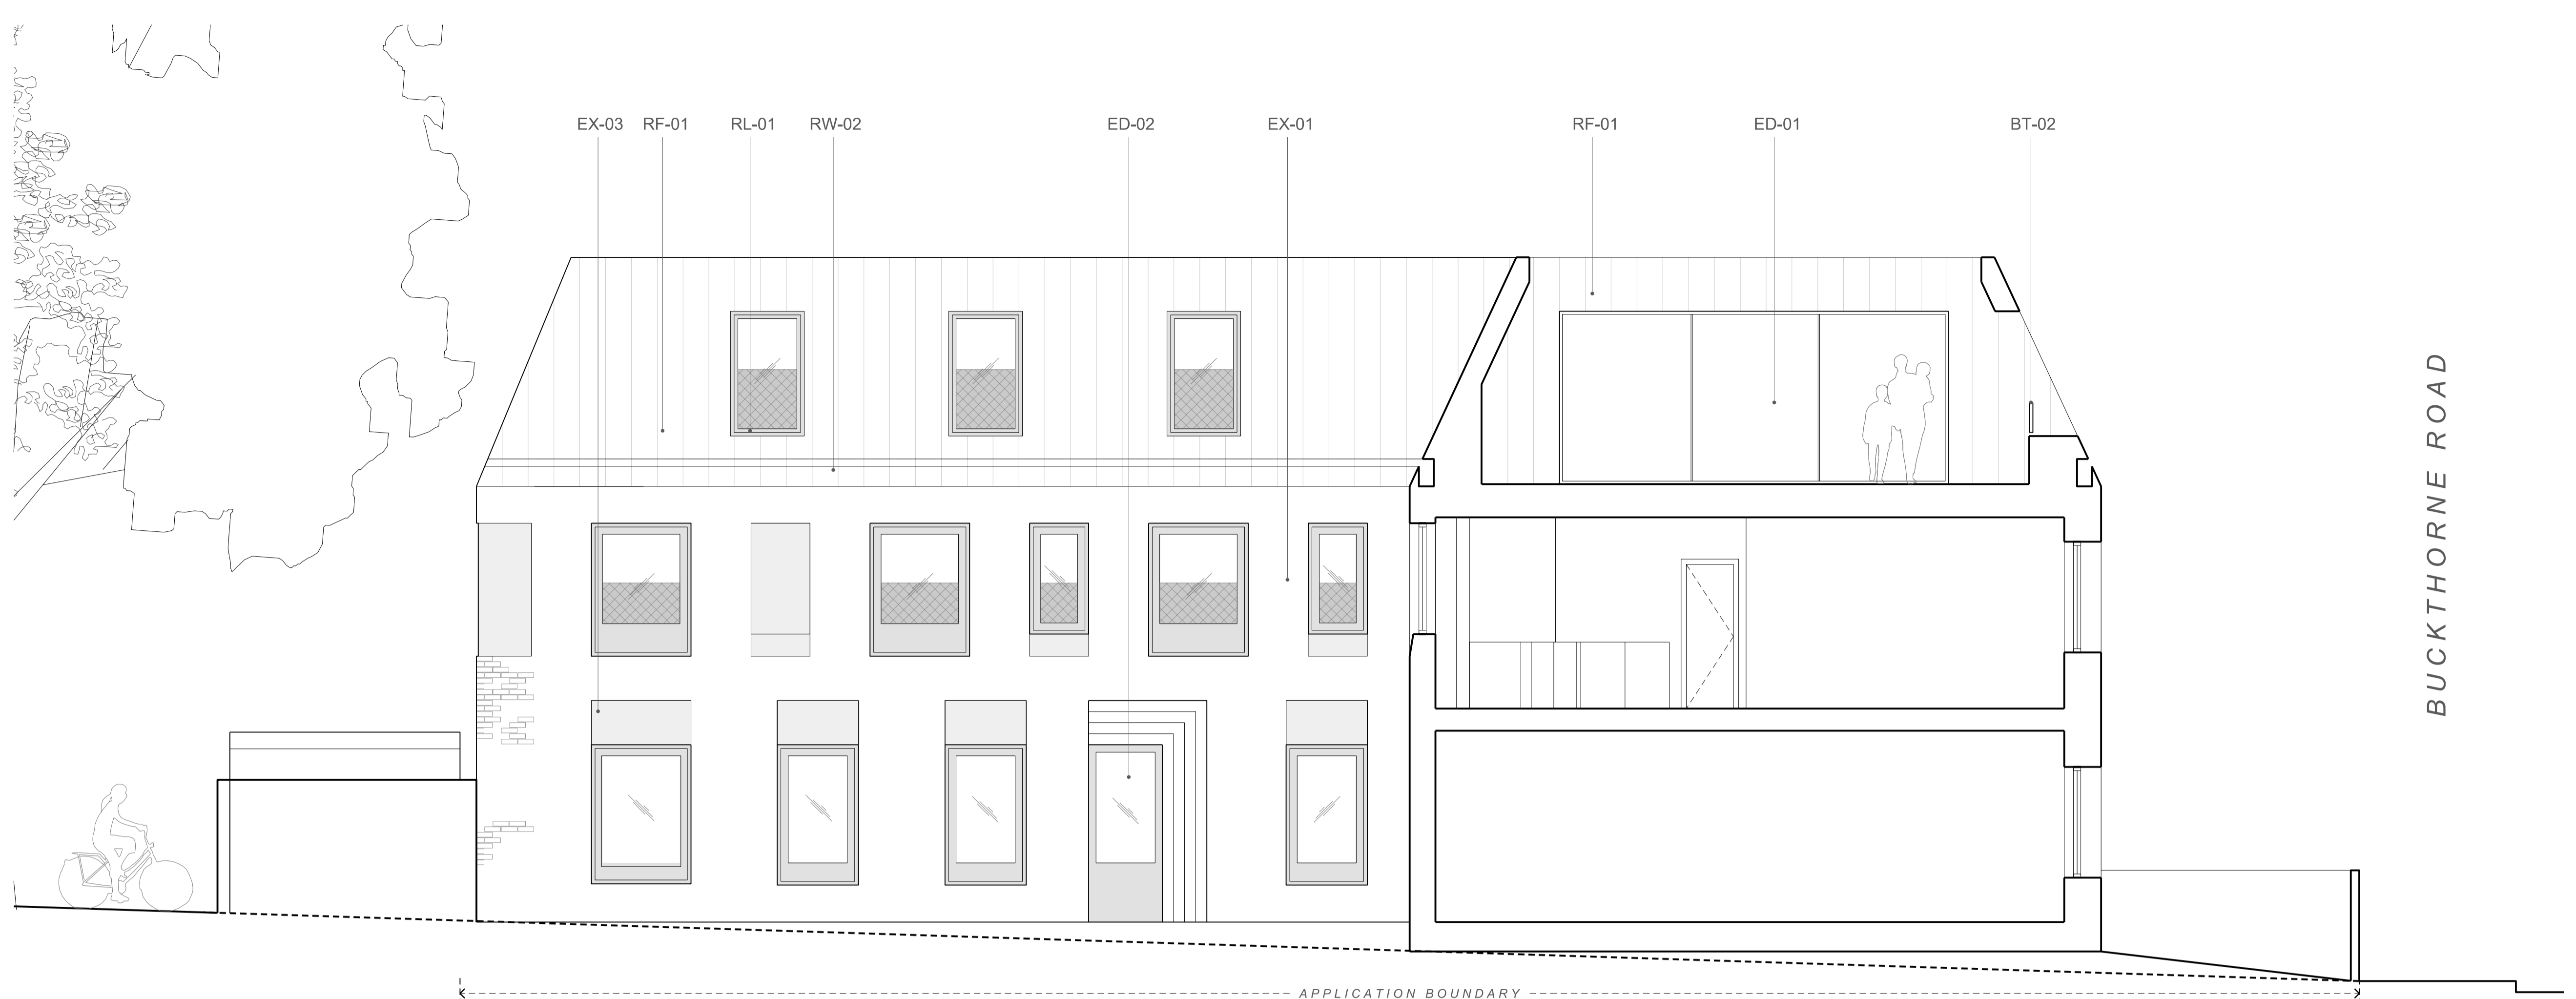 EX-03 RF-01 RL-01 RW-02 ED-02 EX-01 RF-01 ED-01 BT-02
BUCKTHORNE ROAD
APPLICATION BOUNDARY